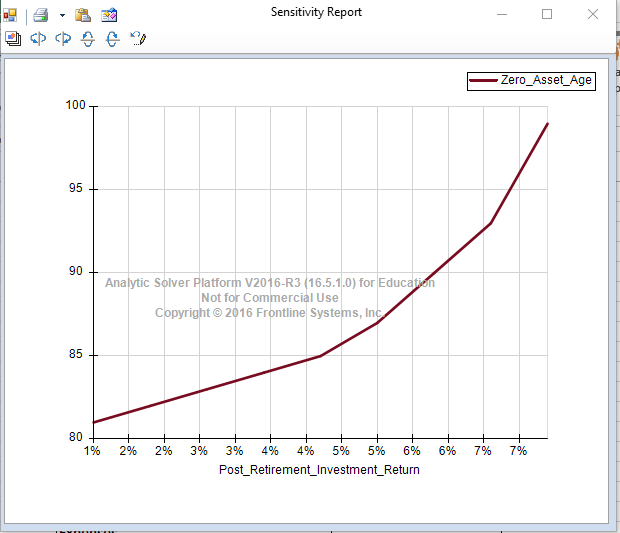 Sensitivity Report
Zero_Asset_Age
100
95
90
85
80
Analytic Solver Platform V2016-R3 (16.5.1.0) for Education
Not for Commercial Use
Copyright © 2016 Frontline Systems, Inc.
1% 2% 2% 3% 3% 4% 4% 5% 5% 6% 6% 7% 7%
Post_Retirement_Investment_Return